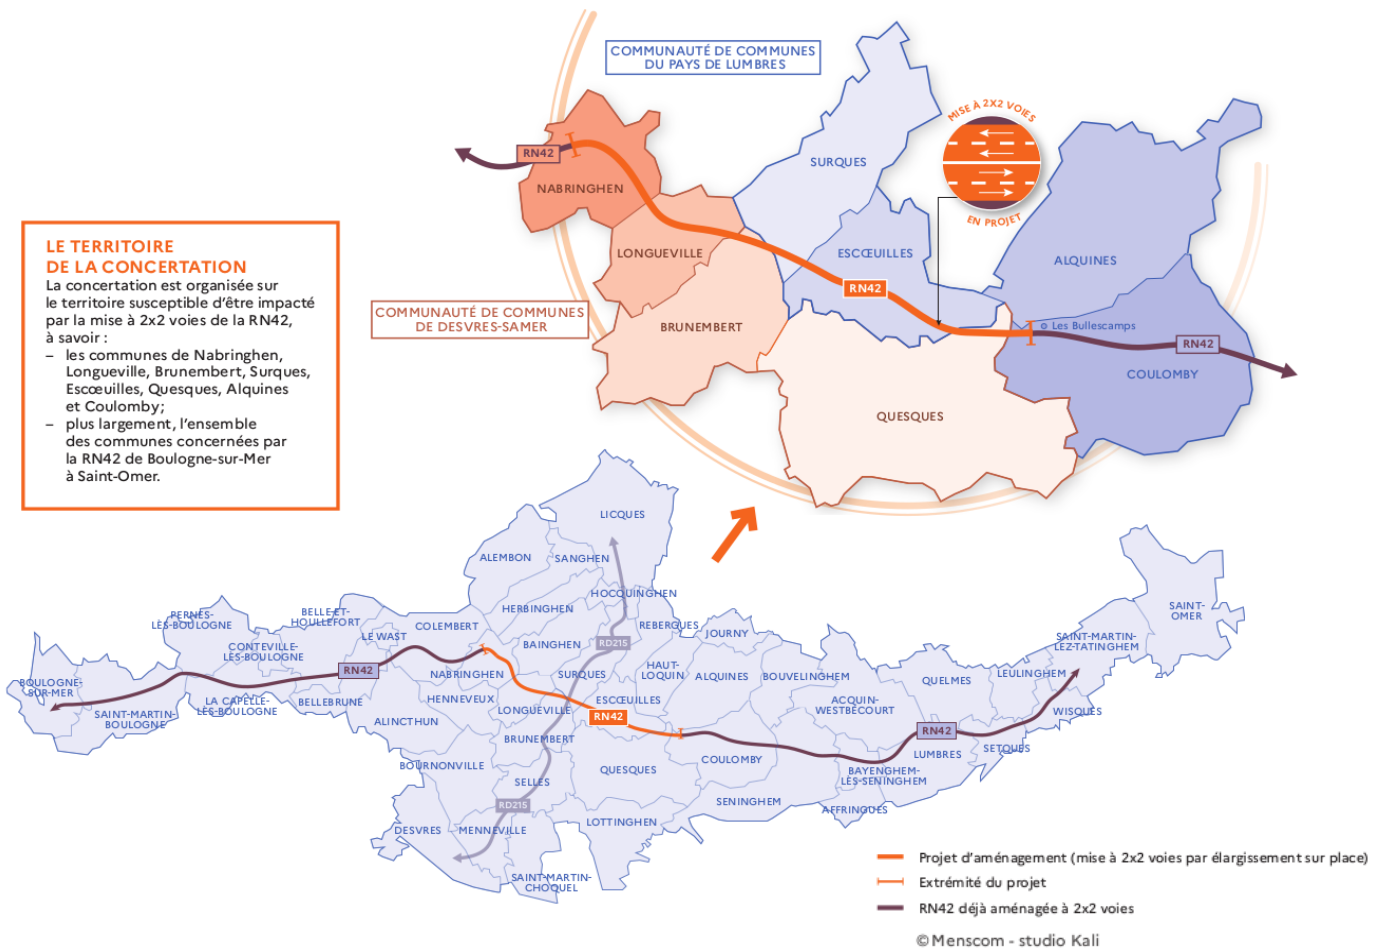 COMMUNAUTÉ DE COMMUNES
DU PAYS DE LUMBRES
MISE À 2X2 VOIES
EN PROJET
RN42
NABRINGHEN
SURQUES
LONGUEVILLE
ESCŒUILLES
ALQUINES
RN42
BRUNEMBERT
Les Bullescamps
RN42
COULOMBY
QUESQUES
COMMUNAUTÉ DE COMMUNES
DE DESVRES-SAMER
LE TERRITOIRE
DE LA CONCERTATION
La concertation est organisée sur
le territoire susceptible d'être impacté
par la mise à 2x2 voies de la RN42,
à savoir :
– les communes de Nabringhen,
Longueville, Brunembert, Surques,
Escœuilles, Quesques, Alquines
et Coulomby;
– plus largement, l'ensemble
des communes concernées par
la RN42 de Boulogne-sur-Mer
à Saint-Omer.
LICQUES
ALEMBON
SANGHEN
HOCQUINGHEN
HERBINGHEN
REBERGUES
JOURNY
PERNES-
LÈS-BOULOGNE
BELLE-ET-
HOULLEFORT
COLEMBERT
LE WAST
CONTEVILLE-
LÈS-BOULOGNE
BAINGHEN
RD215
SAINT-
OMER
SAINT-MARTIN-
LEZ-TATINGHEM
RN42
NABRINGHEN
SURQUES
HAUT-
LOQUIN
ALQUINES
BOUVELINGHEM
QUELMES
LEULINGHEM
BOULOGNE-
SUR-MER
SAINT-MARTIN-
BOULOGNE
LA CAPELLE-
LÈS-BOULOGNE
BELLEBRUNE
HENNEVEUX
LONGUEVILLE
ESCŒUILLES
RN42
ACQUIN-
WESTBÉCOURT
WISQUES
ALINCTHUN
BRUNEMBERT
RN42
SETQUES
LUMBRES
BOURNONVILLE
SELLES
QUESQUES
COULOMBY
BAYENGHEM-
LÈS-SENINGHEM
RD215
SENINGHEM
AFFRINGUES
DESVRES
MENNEVILLE
LOTTINGHEN
SAINT-MARTIN-
CHOQUEL
Projet d'aménagement (mise à 2x2 voies par élargissement sur place)
Extrémité du projet
RN42 déjà aménagée à 2x2 voies
© Menscom - studio Kali